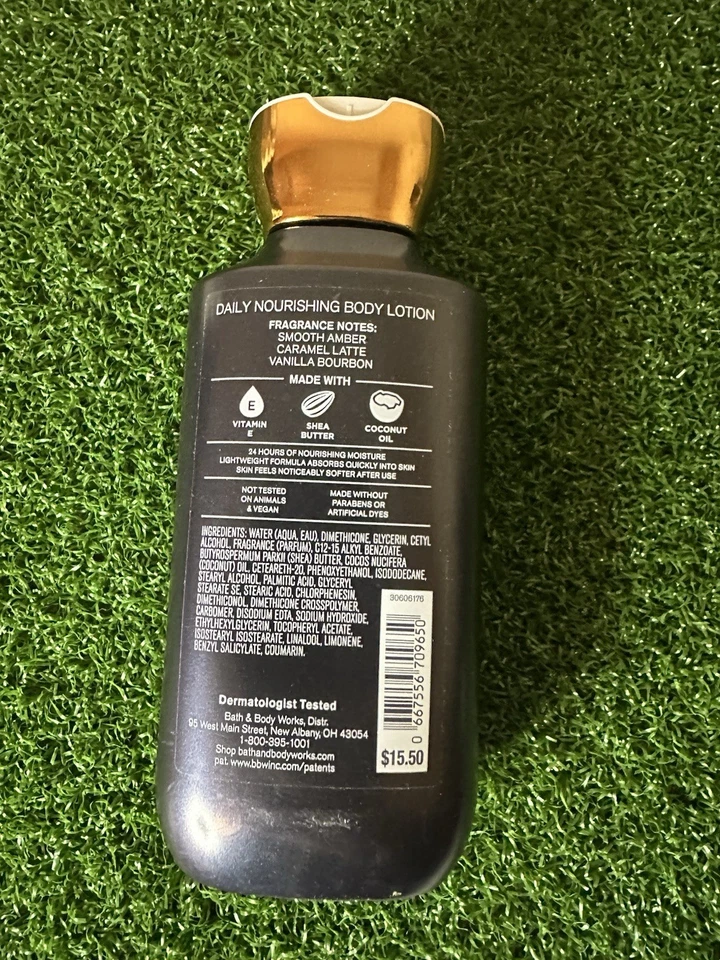 DAILY NOURISHING BODY LOTION
FRAGRANCE NOTES:
SMOOTH AMBER
CARAMEL LATTE
VANILLA BOURBON
MADE WITH
E
VITAMIN
E
SHEA
BUTTER
COCONUT
OIL
24 HOURS OF NOURISHING MOISTURE
LIGHTWEIGHT FORMULA ABSORBS QUICKLY INTO SKIN
SKIN FEELS NOTICEABLY SOFTER AFTER USE
NOT TESTED
ON ANIMALS
& VEGAN
MADE WITHOUT
PARABENS OR
ARTIFICIAL DYES
INGREDIENTS: WATER (AQUA, EAU), DIMETHICONE, GLYCERIN, CETYL
ALCOHOL, FRAGRANCE (PARFUM), C12-15 ALKYL BENZOATE,
BUTYROSPERMUM PARKII (SHEA) BUTTER, COCOS NUCIFERA
(COCONUT) OIL, CETEARETH-20, PHENOXYETHANOL, ISODODECANE,
STEARYL ALCOHOL, PALMITIC ACID, GLYCERYL
STEARATE SE, STEARIC ACID, CHLORPHENESIN,
DIMETHICONOL, DIMETHICONE CROSSPOLYMER,
CARBOMER, DISODIUM EDTA, SODIUM HYDROXIDE,
ETHYLHEXYLGLYCERIN, TOCOPHERYL ACETATE,
ISOSTEARYL ISOSTEARATE, LINALOOL, LIMONENE,
BENZYL SALICYLATE, COUMARIN.
30606176
0 667556 709650
$15.50
Dermatologist Tested
Bath & Body Works, Distr.
95 West Main Street, New Albany, OH 43054
1-800-395-1001
Shop bathandbodyworks.com
pat. www.bbwinc.com/patents